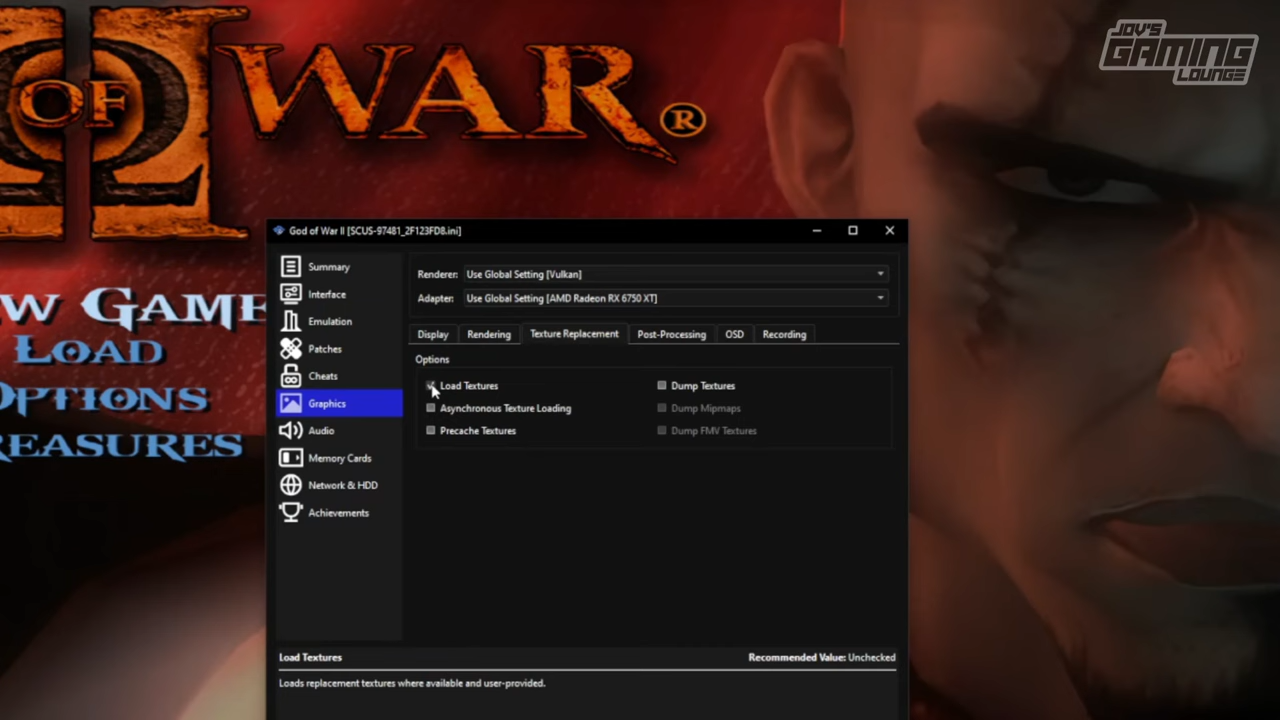 JOV'S
GAMING
LOUNGE
II
OF WAR®
W GAME
LOAD
OPTIONS
REASURES
God of War II [SCUS-97481_2F123FD8.ini]
Summary
Interface
Emulation
Patches
Cheats
Graphics
Audio
Memory Cards
Network & HDD
Achievements
Renderer: Use Global Setting [Vulkan]
Adapter: Use Global Setting [AMD Radeon RX 6750 XT]
Display Rendering Texture Replacement Post-Processing OSD Recording
Options
Load Textures Dump Textures
Asynchronous Texture Loading Dump Mipmaps
Precache Textures Dump FMV Textures
Load Textures Recommended Value: Unchecked
Loads replacement textures where available and user-provided.